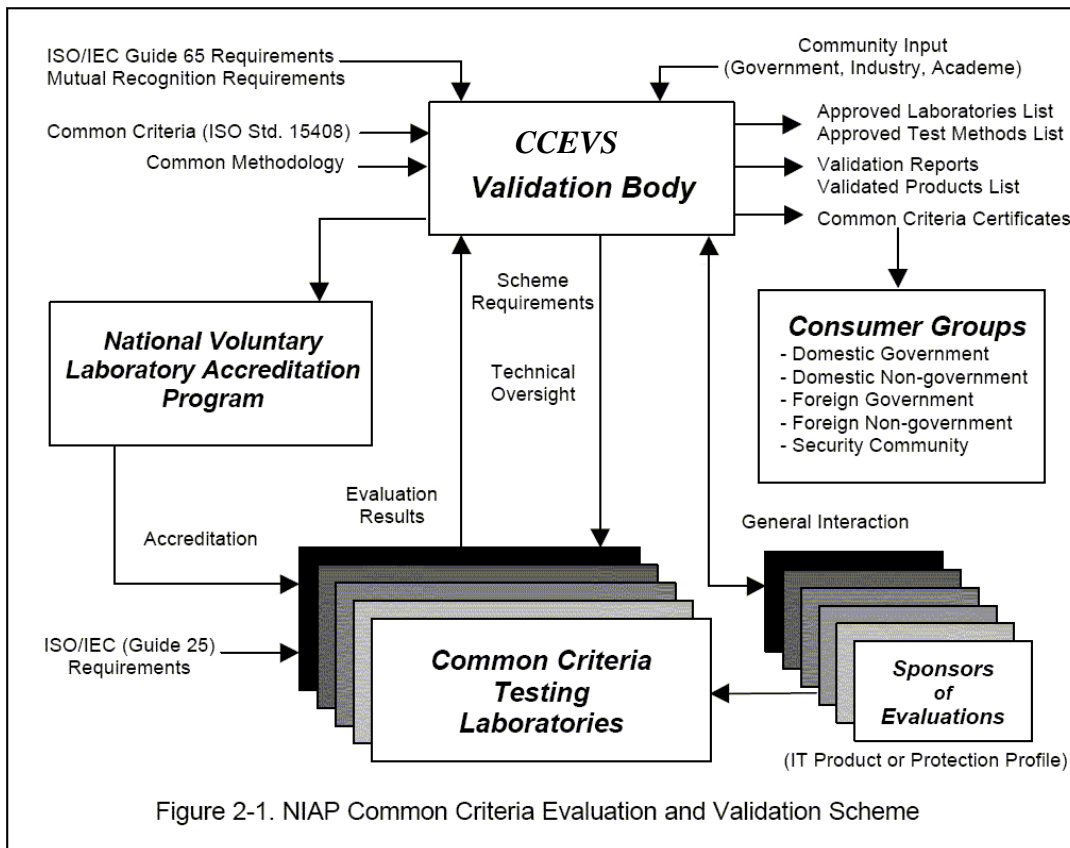 ISO/IEC Guide 65 Requirements
Mutual Recognition Requirements
Community Input
(Government, Industry, Academe)
Common Criteria (ISO Std. 15408)
Common Methodology
CCEVS
Validation Body
Approved Laboratories List
Approved Test Methods List
Validation Reports
Validated Products List
Common Criteria Certificates
Scheme
Requirements
Technical
Oversight
National Voluntary
Laboratory Accreditation
Program
Consumer Groups
- Domestic Government
- Domestic Non-government
- Foreign Government
- Foreign Non-government
- Security Community
Evaluation
Results
Accreditation
General Interaction
ISO/IEC (Guide 25)
Requirements
Common Criteria
Testing
Laboratories
Sponsors
of
Evaluations
(IT Product or Protection Profile)
Figure 2-1. NIAP Common Criteria Evaluation and Validation Scheme